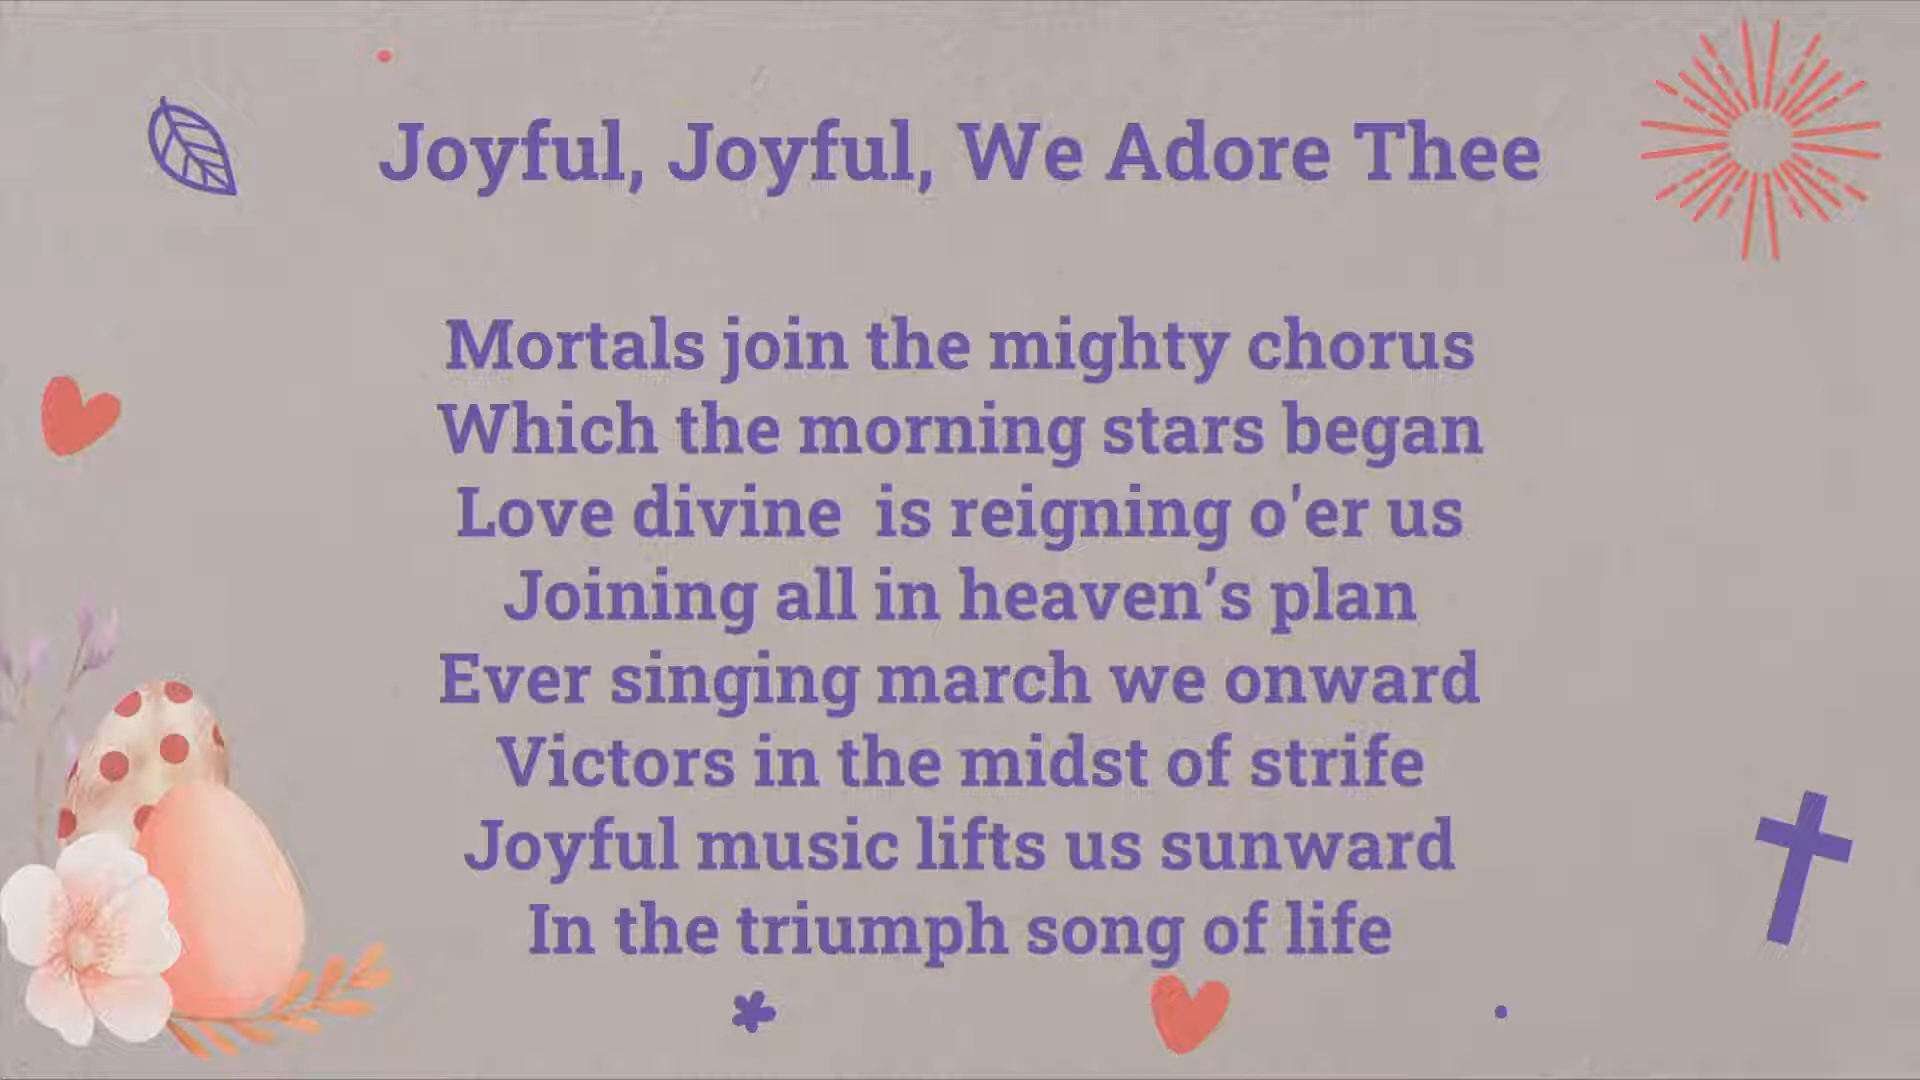 Joyful, Joyful, We Adore Thee
Mortals join the mighty chorus
Which the morning stars began
Love divine  is reigning o'er us
Joining all in heaven’s plan
Ever singing march we onward
Victors in the midst of strife
Joyful music lifts us sunward
In the triumph song of life